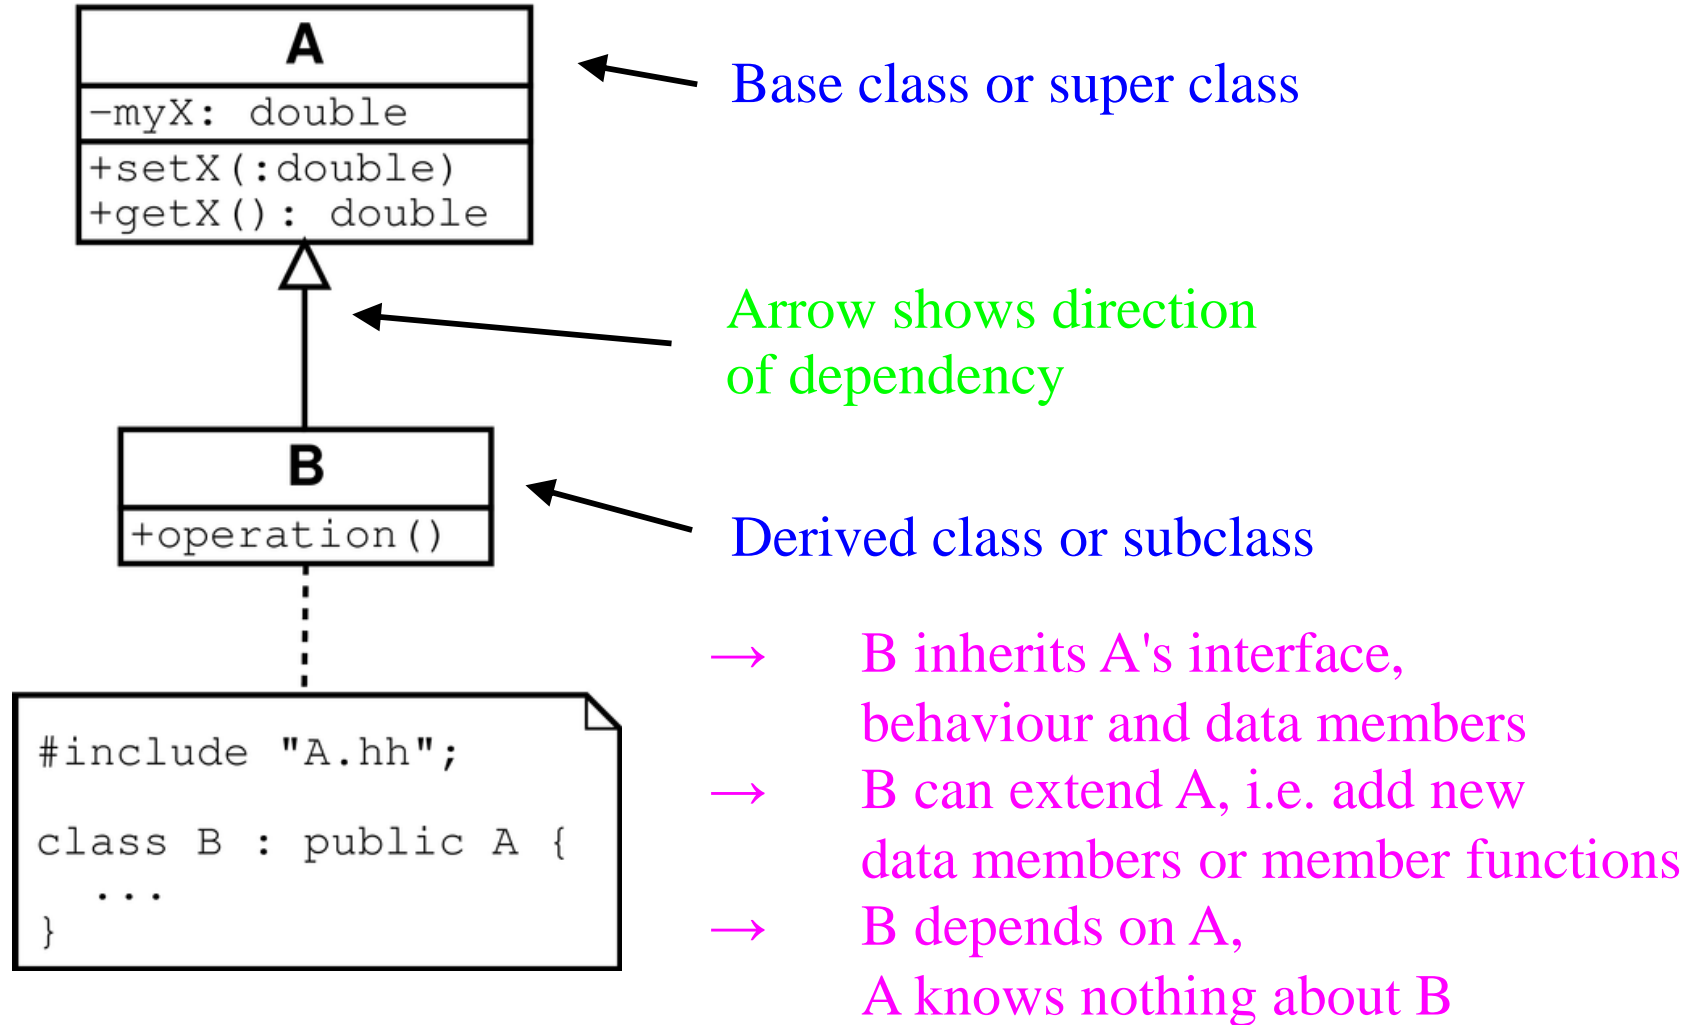 A
-myX: double
+setX(:double)
+getX(): double
Base class or super class
Arrow shows direction
of dependency
B
+operation()
Derived class or subclass
#include "A.hh";
class B : public A {
...
}
→ B inherits A's interface,
behaviour and data members
→ B can extend A, i.e. add new
data members or member functions
→ B depends on A,
A knows nothing about B